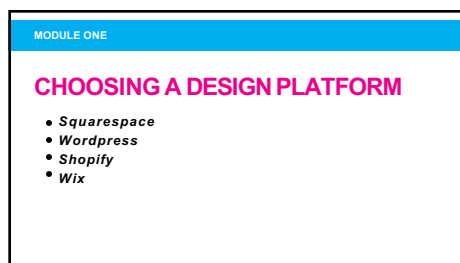 MODULE ONE
CHOOSING A DESIGN PLATFORM
• Squarespace
• Wordpress
• Shopify
• Wix